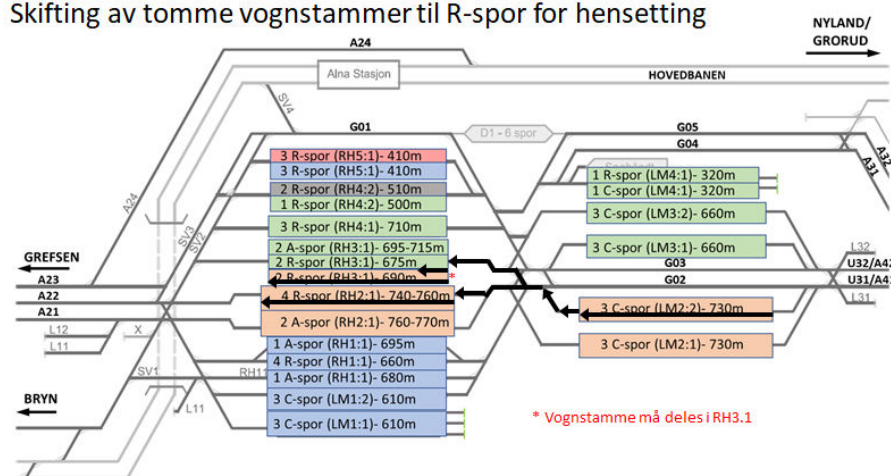 Skifting av tomme vognstammer til R-spor for hensetting
NYLAND/
GRORUD
A24
Alna Stasjon
HOVEDBANEN
SV4
G01
D1 - 6 spor
G05
G04
A32
A31
3 R-spor (RH5:1)- 410m
3 R-spor (RH5:1)- 410m
2 R-spor (RH4:2)- 510m
1 R-spor (RH4:2)- 500m
3 R-spor (RH4:1)- 710m
2 A-spor (RH3:1)- 695-715m
2 R-spor (RH3:1)- 675m
2 R-spor (RH3:1)- 690m
*
4 R-spor (RH2:1)- 740-760m
2 A-spor (RH2:1)- 760-770m
1 A-spor (RH1:1)- 695m
4 R-spor (RH1:1)- 660m
1 A-spor (RH1:1)- 680m
3 C-spor (LM1:2)- 610m
3 C-spor (LM1:1)- 610m
1 R-spor (LM4:1)- 320m
1 C-spor (LM4:1)- 320m
3 C-spor (LM3:2)- 660m
3 C-spor (LM3:1)- 660m
G03
G02
3 C-spor (LM2:2)- 730m
3 C-spor (LM2:1)- 730m
L32
U32/A42
U31/A41
L31
A24
SV3
SV2
GREFSEN
A23
A22
A21
L12
L11
X
SV1
RH11
L11
BRYN
* Vognstamme må deles i RH3.1